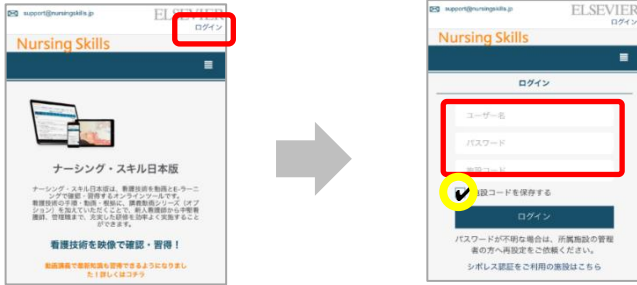 support@nursingskills.jp
ELSEVIER
ログイン
Nursing Skills
ナーシング・スキル日本版
ナーシング・スキル日本版は、看護技術を動画とE-ラーニ
ングで確認・習得するオンラインツールです。
看護技術の手順・動画・根拠に、講義動画シリーズ（オプ
ション）を加えていただくことで、新人看護師から中堅看
護師、管理職まで、充実した研修を効率よく実施すること
ができます。
看護技術を映像で確認・習得！
動画講義で最新知識も習得できるようになりまし
た！詳しくはコチラ
support@nursingskills.jp
ELSEVIER
ログイン
Nursing Skills
ログイン
ユーザー名
パスワード
施設コード
設コードを保存する
ログイン
パスワードが不明な場合は、所属施設の管理
者の方へ再設定をご依頼ください。
シボレス認証をご利用の施設はこちら